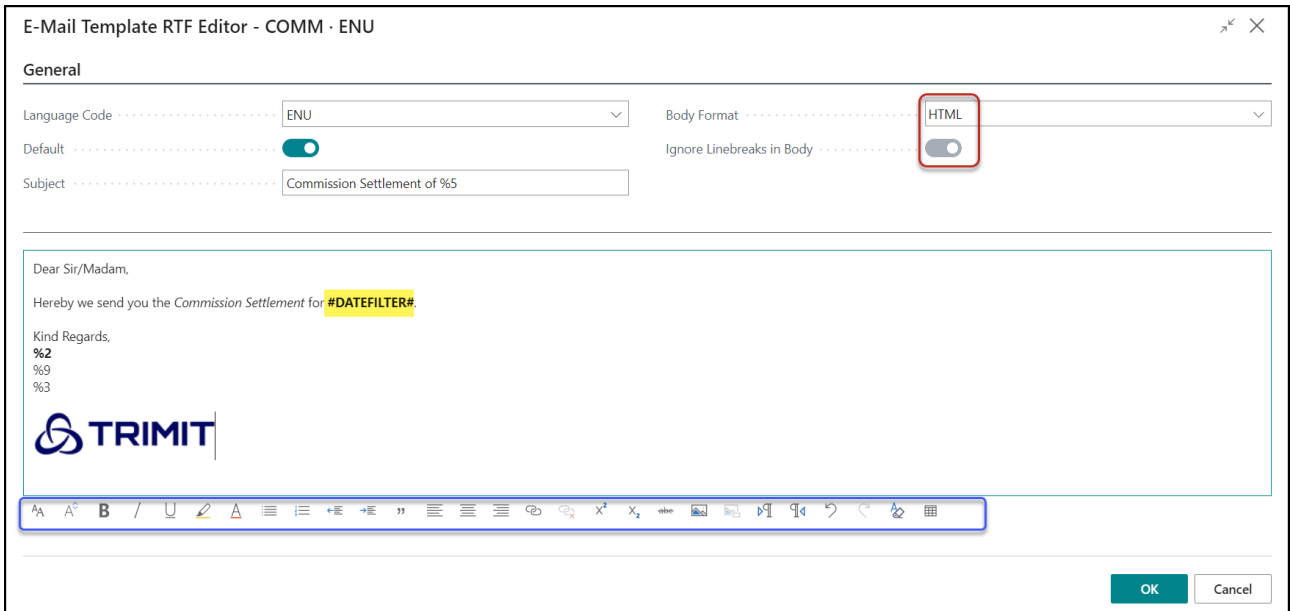 E-Mail Template RTF Editor - COMM · ENU
General
Language Code
ENU
Body Format
HTML
Default
Ignore Linebreaks in Body
Subject
Commission Settlement of %5
Dear Sir/Madam,
Hereby we send you the Commission Settlement for #DATEFILTER#.
Kind Regards,
%2
%9
%3
TRIMIT
OK
Cancel